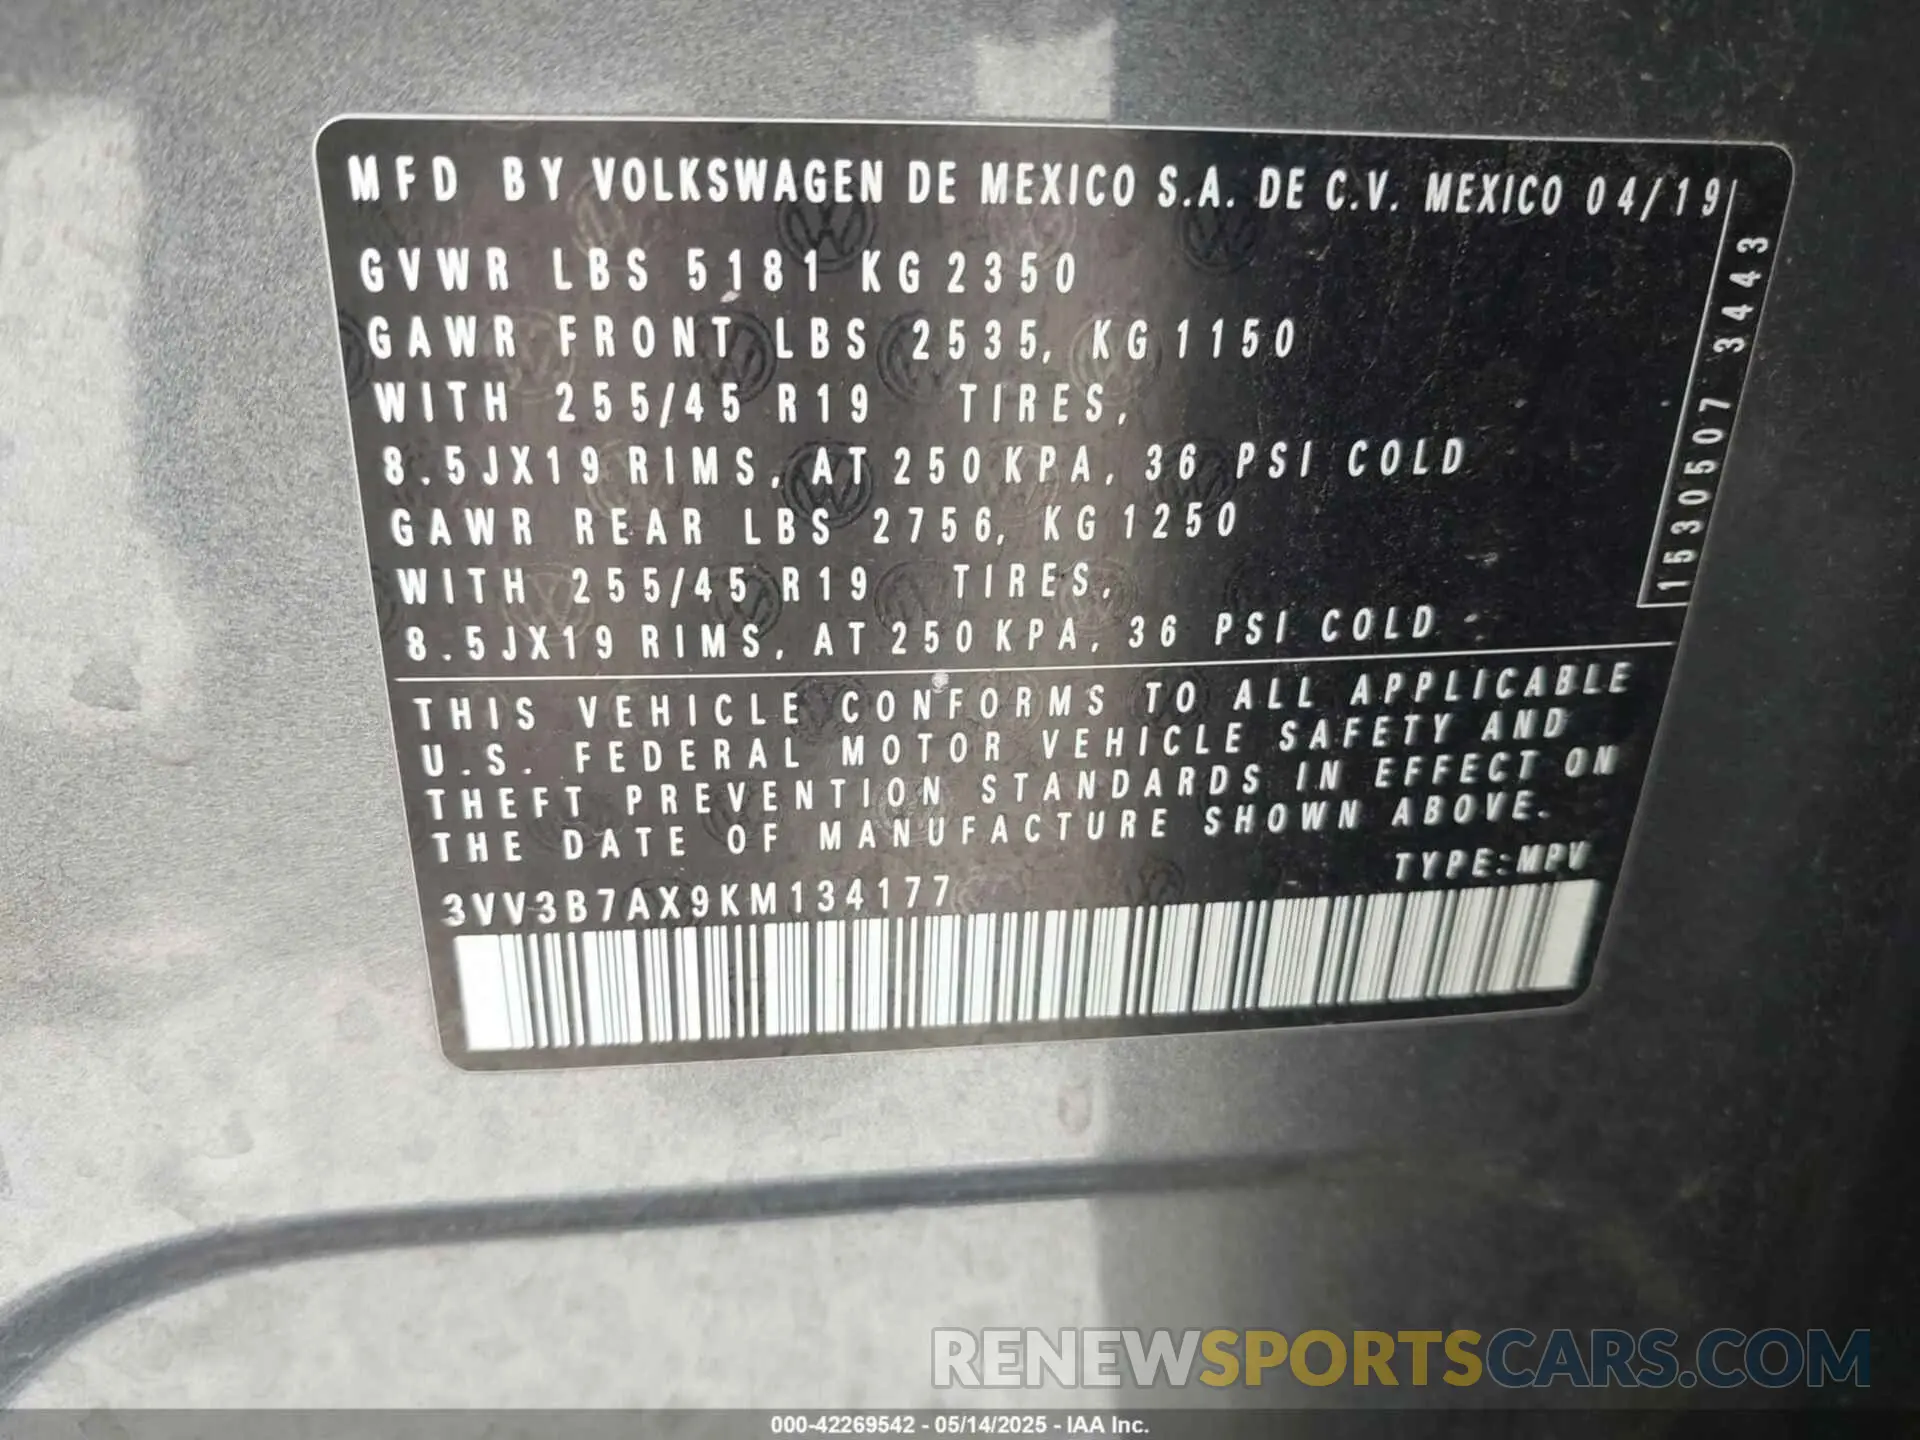 MFD BY VOLKSWAGEN DE MEXICO S.A. DE C.V. MEXICO 04/19
GVWR LBS 5181 KG 2350
GAWR FRONT LBS 2535, KG 1150
WITH 255/45 R19 TIRES,
8.5JX19 RIMS, AT 250 KPA, 36 PSI COLD
GAWR REAR LBS 2756, KG 1250
WITH 255/45 R19 TIRES,
8.5JX19 RIMS, AT 250 KPA, 36 PSI COLD
1530507 3443
THIS VEHICLE CONFORMS TO ALL APPLICABLE
U.S. FEDERAL MOTOR VEHICLE SAFETY AND
THEFT PREVENTION STANDARDS IN EFFECT ON
THE DATE OF MANUFACTURE SHOWN ABOVE.
TYPE:MPV
3VV3B7AX9KM134177
RENEWSPORTSCARS.COM
000-42269542 - 05/14/2025 - IAA Inc.